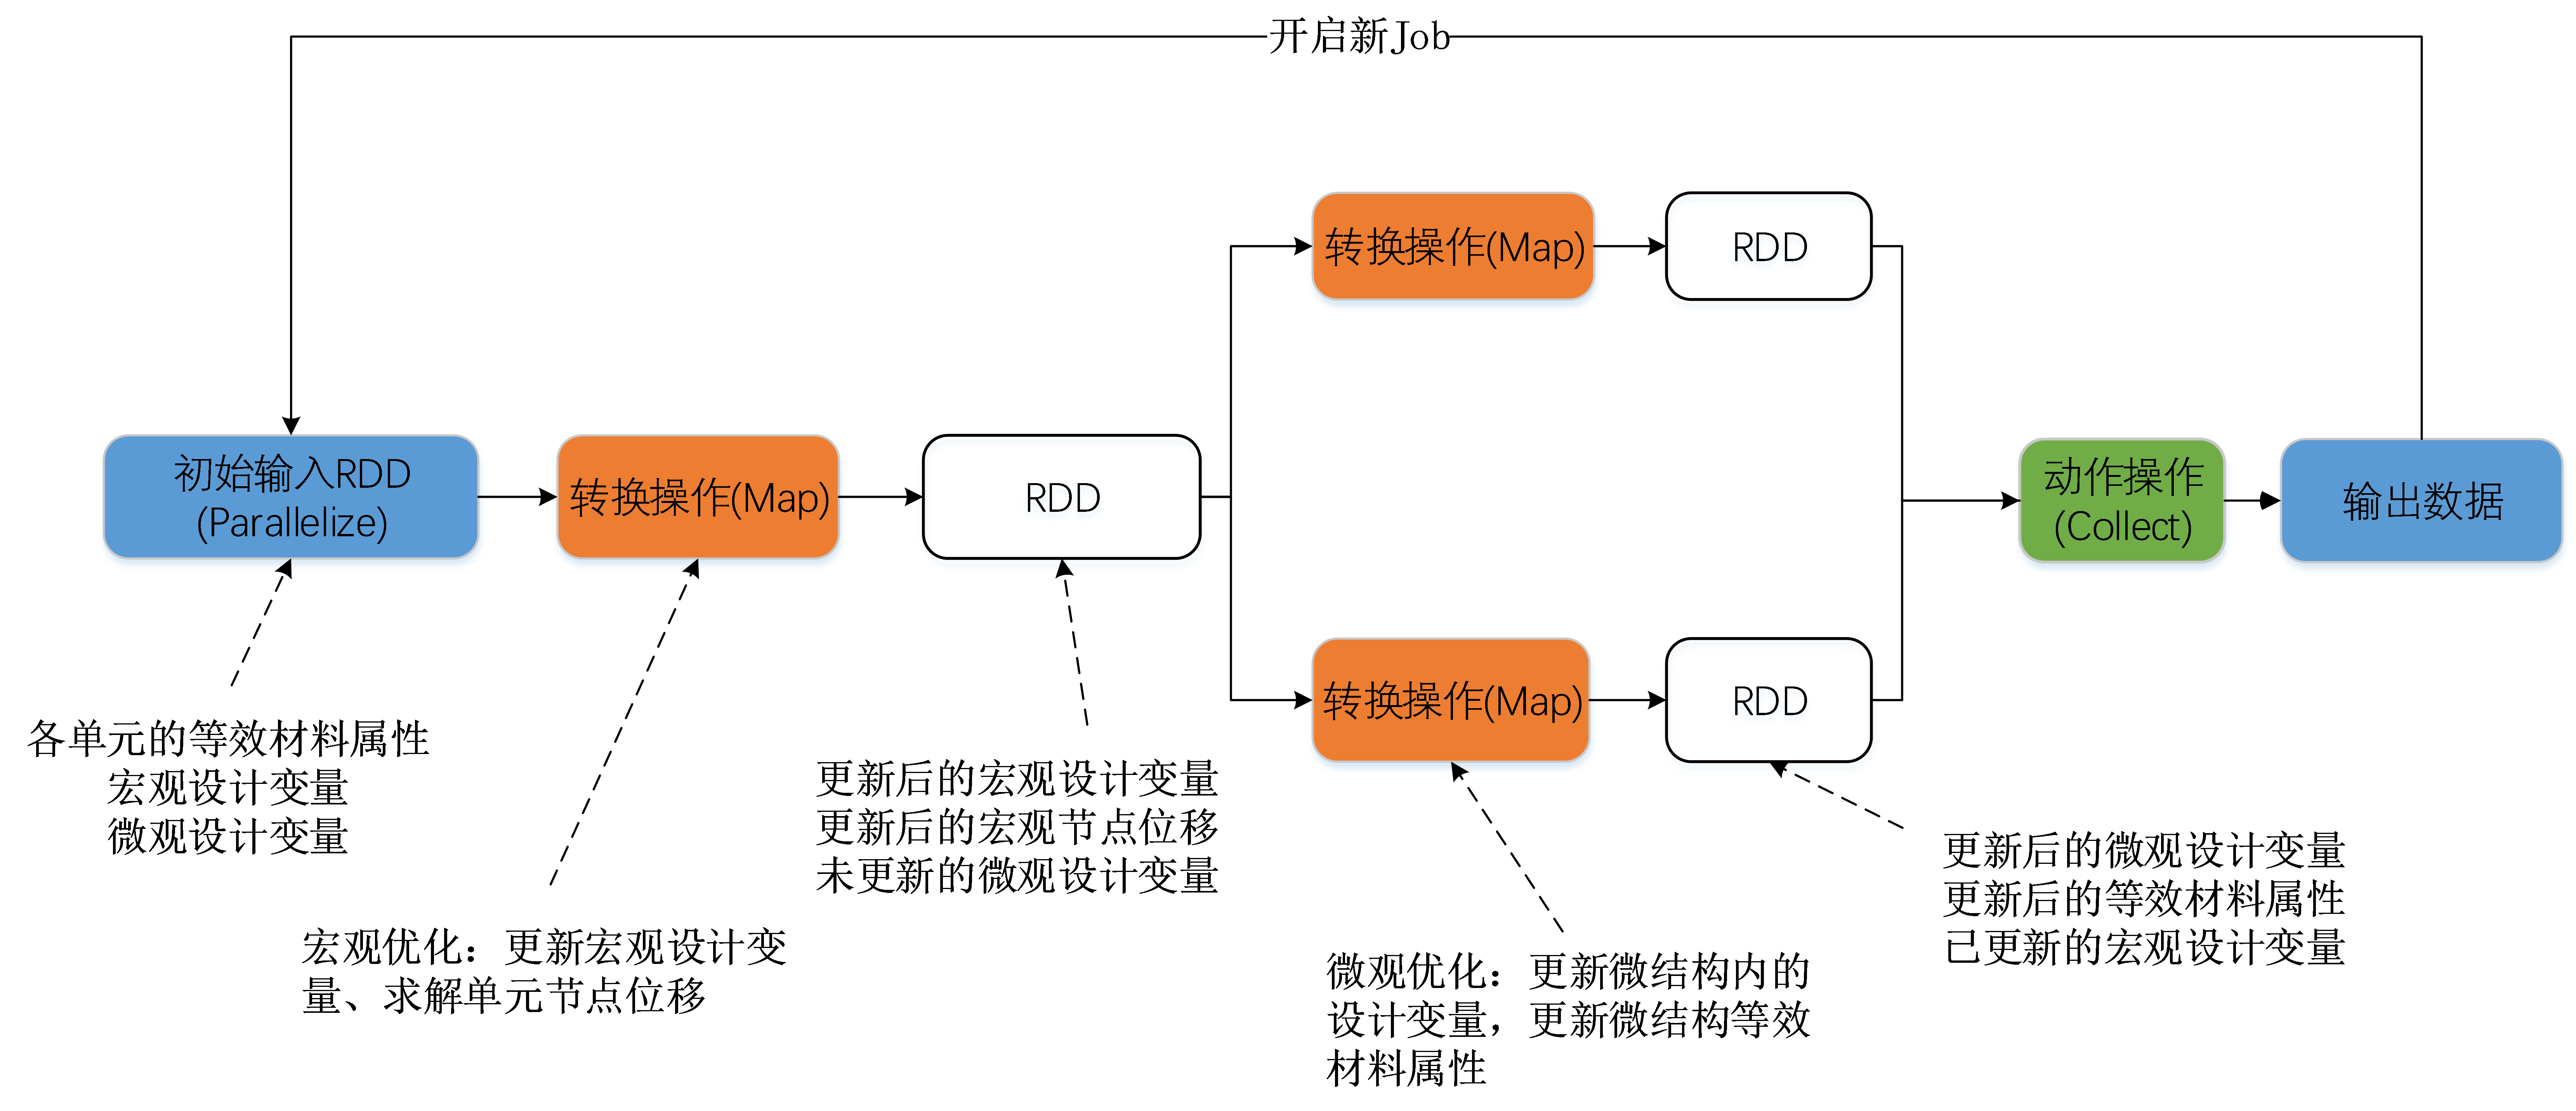 开启新Job
转换操作(Map)
RDD
初始输入RDD
(Parallelize)
转换操作(Map)
RDD
动作操作
(Collect)
输出数据
转换操作(Map)
RDD
各单元的等效材料属性
宏观设计变量
微观设计变量
更新后的宏观设计变量
更新后的宏观节点位移
未更新的微观设计变量
宏观优化：更新宏观设计变
量、求解单元节点位移
更新后的微观设计变量
更新后的等效材料属性
已更新的宏观设计变量
微观优化：更新微结构内的
设计变量，更新微结构等效
材料属性